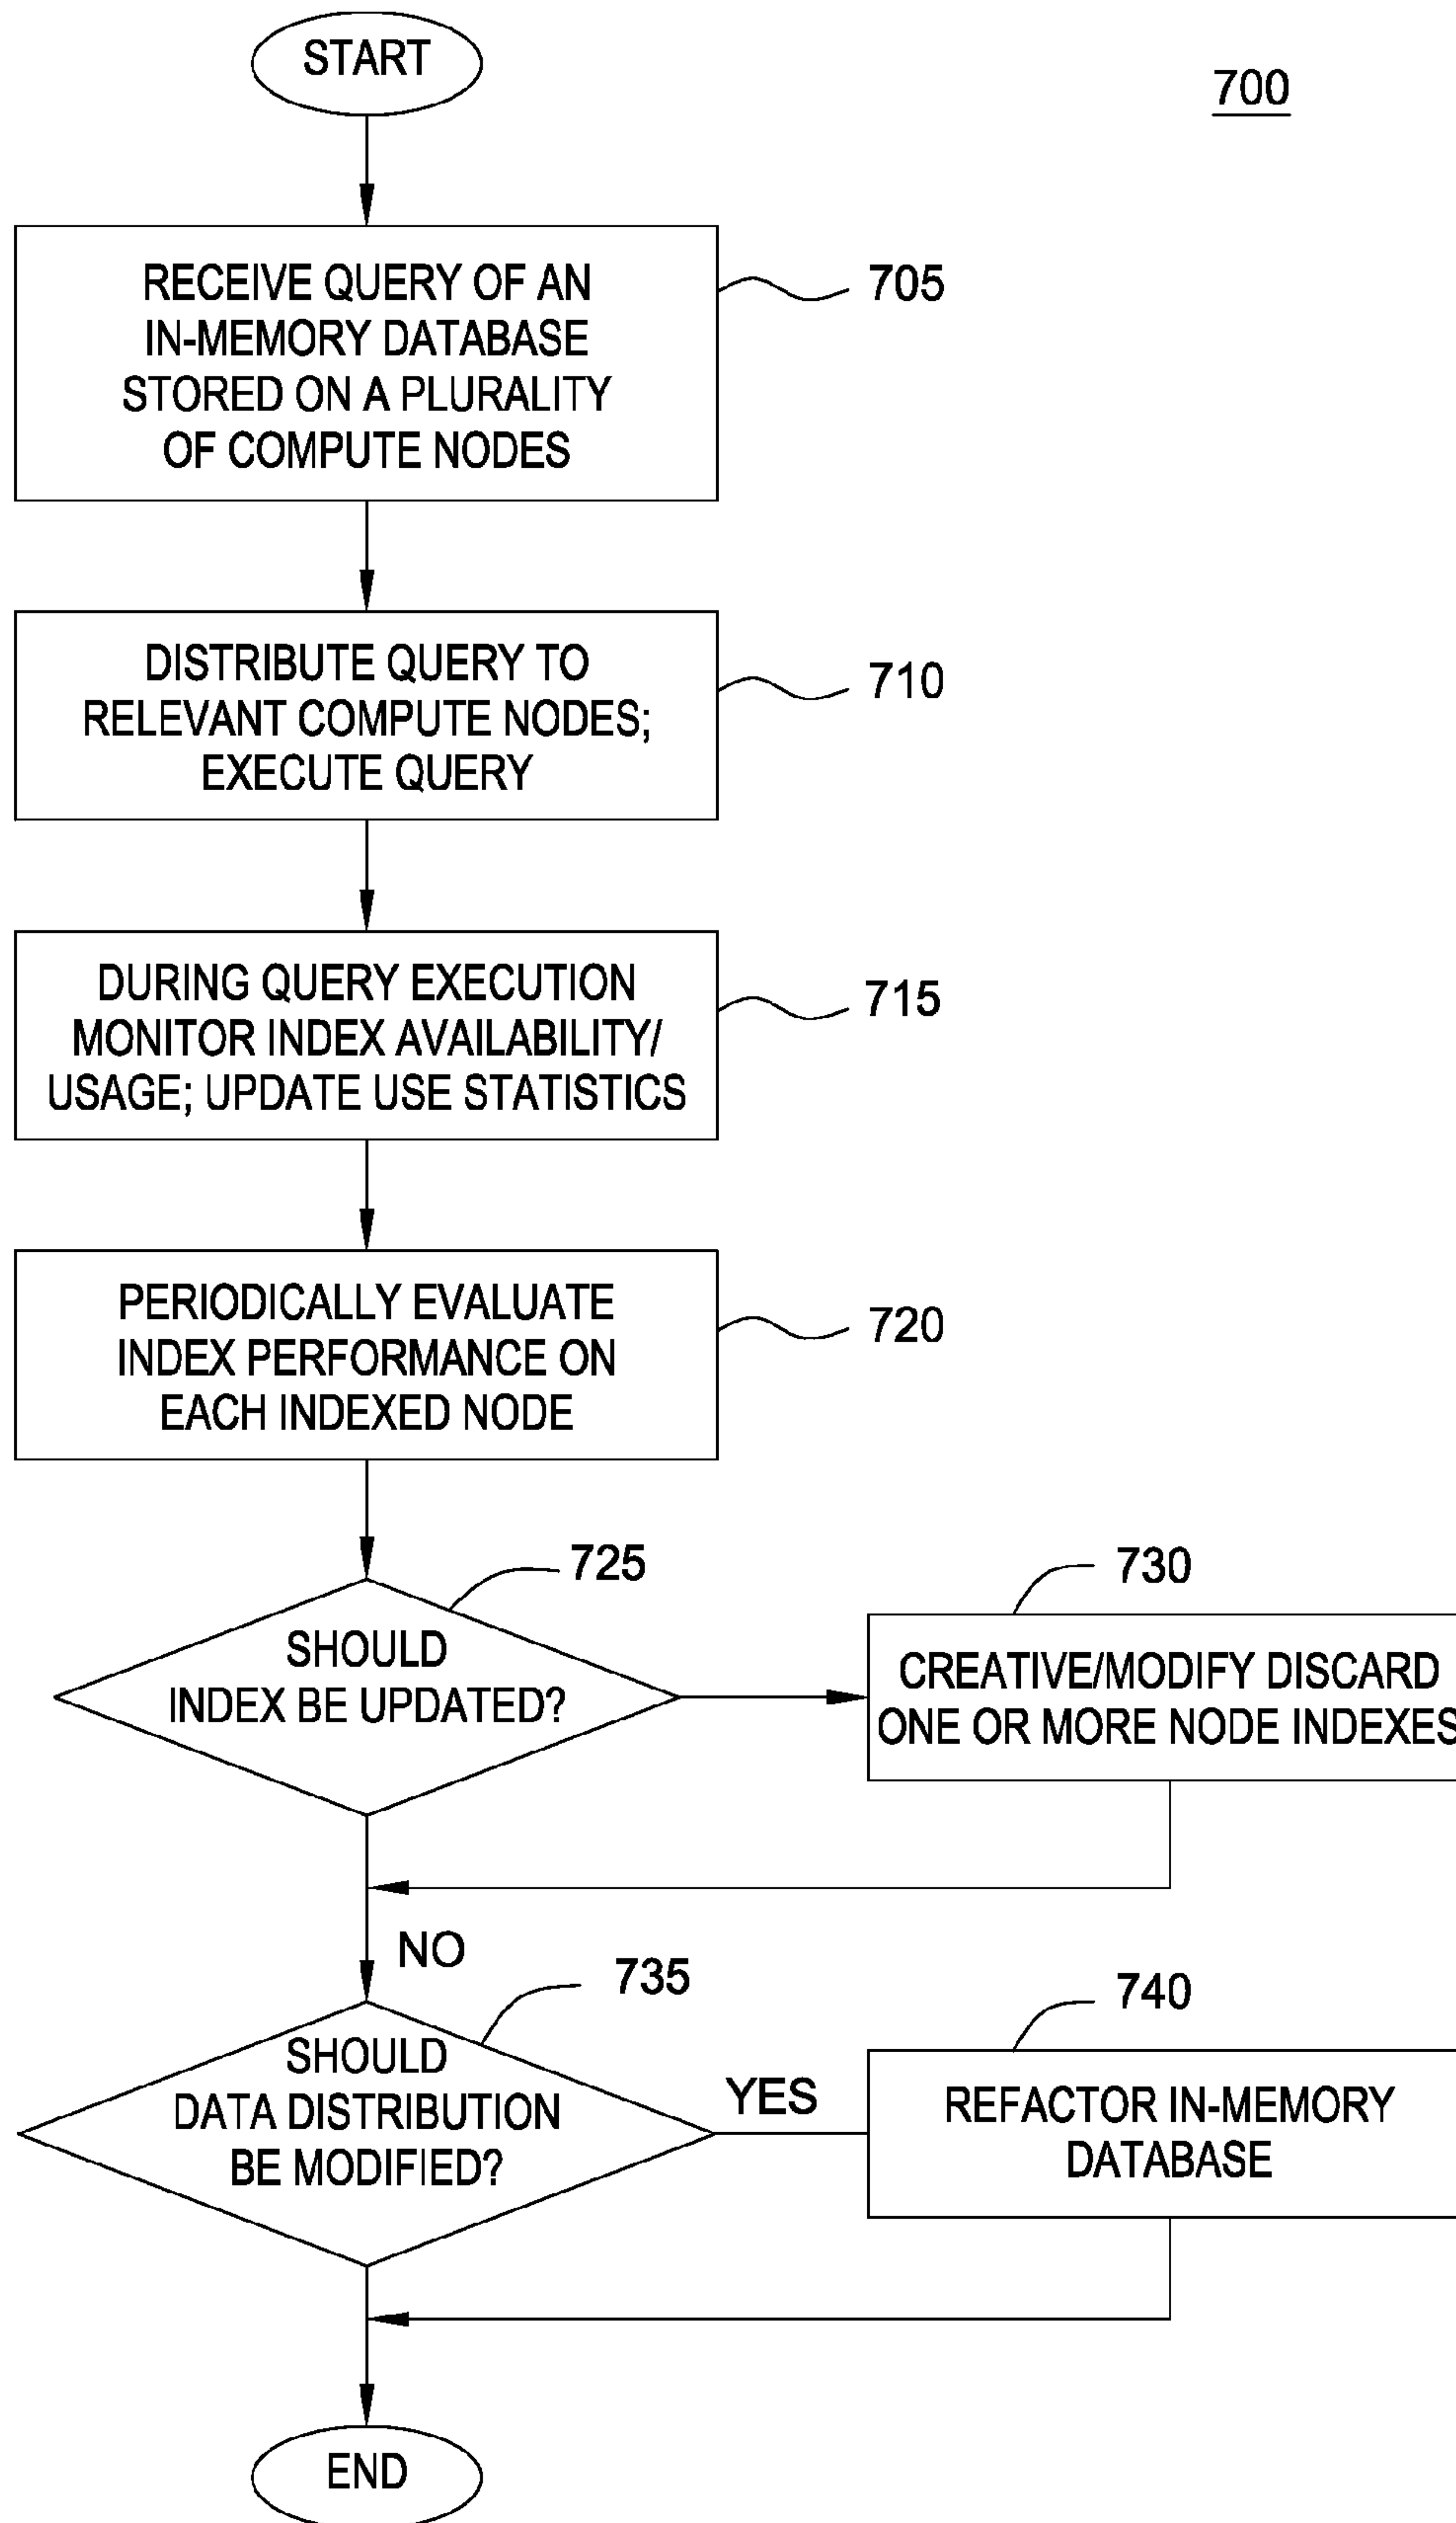 START
700
RECEIVE QUERY OF AN
IN-MEMORY DATABASE
STORED ON A PLURALITY
OF COMPUTE NODES
705
DISTRIBUTE QUERY TO
RELEVANT COMPUTE NODES;
EXECUTE QUERY
710
DURING QUERY EXECUTION
MONITOR INDEX AVAILABILITY/
USAGE; UPDATE USE STATISTICS
715
PERIODICALLY EVALUATE
INDEX PERFORMANCE ON
EACH INDEXED NODE
720
725
SHOULD
INDEX BE UPDATED?
730
CREATIVE/MODIFY DISCARD
ONE OR MORE NODE INDEXES
NO
735
SHOULD
DATA DISTRIBUTION
BE MODIFIED?
YES
740
REFACTOR IN-MEMORY
DATABASE
END